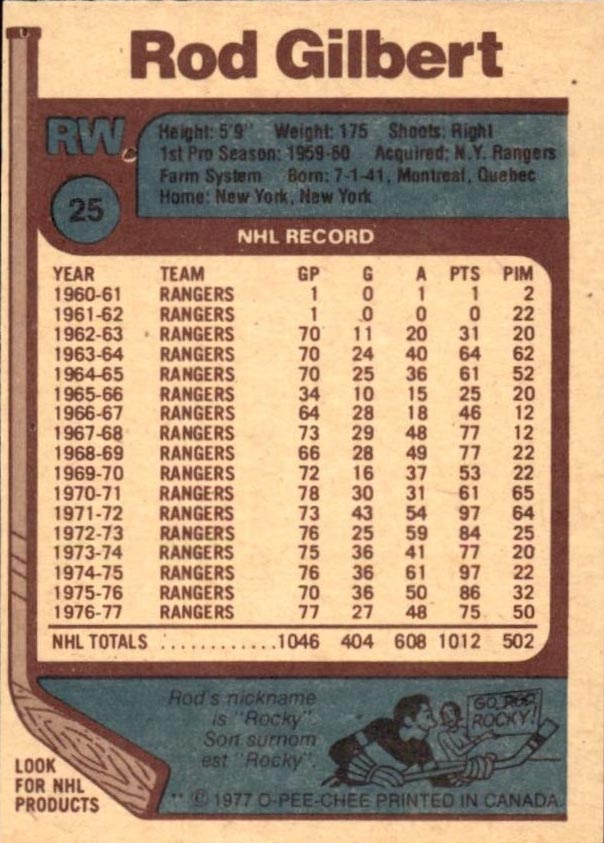 Rod Gilbert
RW
25
Height: 5'9" Weight: 175 Shoots: Right
1st Pro Season: 1959-60 Acquired: N.Y. Rangers
Farm System Born: 7-1-41, Montreal, Quebec
Home: New York, New York
NHL RECORD
YEAR TEAM GP G A PTS PIM
1960-61 RANGERS 1 0 1 1 2
1961-62 RANGERS 1 0 0 0 22
1962-63 RANGERS 70 11 20 31 20
1963-64 RANGERS 70 24 40 64 62
1964-65 RANGERS 70 25 36 61 52
1965-66 RANGERS 34 10 15 25 20
1966-67 RANGERS 64 28 18 46 12
1967-68 RANGERS 73 29 48 77 12
1968-69 RANGERS 66 28 49 77 22
1969-70 RANGERS 72 16 37 53 22
1970-71 RANGERS 78 30 31 61 65
1971-72 RANGERS 73 43 54 97 64
1972-73 RANGERS 76 25 59 84 25
1973-74 RANGERS 75 36 41 77 20
1974-75 RANGERS 76 36 61 97 22
1975-76 RANGERS 70 36 50 86 32
1976-77 RANGERS 77 27 48 75 50
NHL TOTALS ............1046 404 608 1012 502
Rod's nickname
is "Rocky".
Son surnom
est "Rocky".
GO ROD
ROCKY!
LOOK
FOR NHL
PRODUCTS
** © 1977 O-PEE-CHEE PRINTED IN CANADA